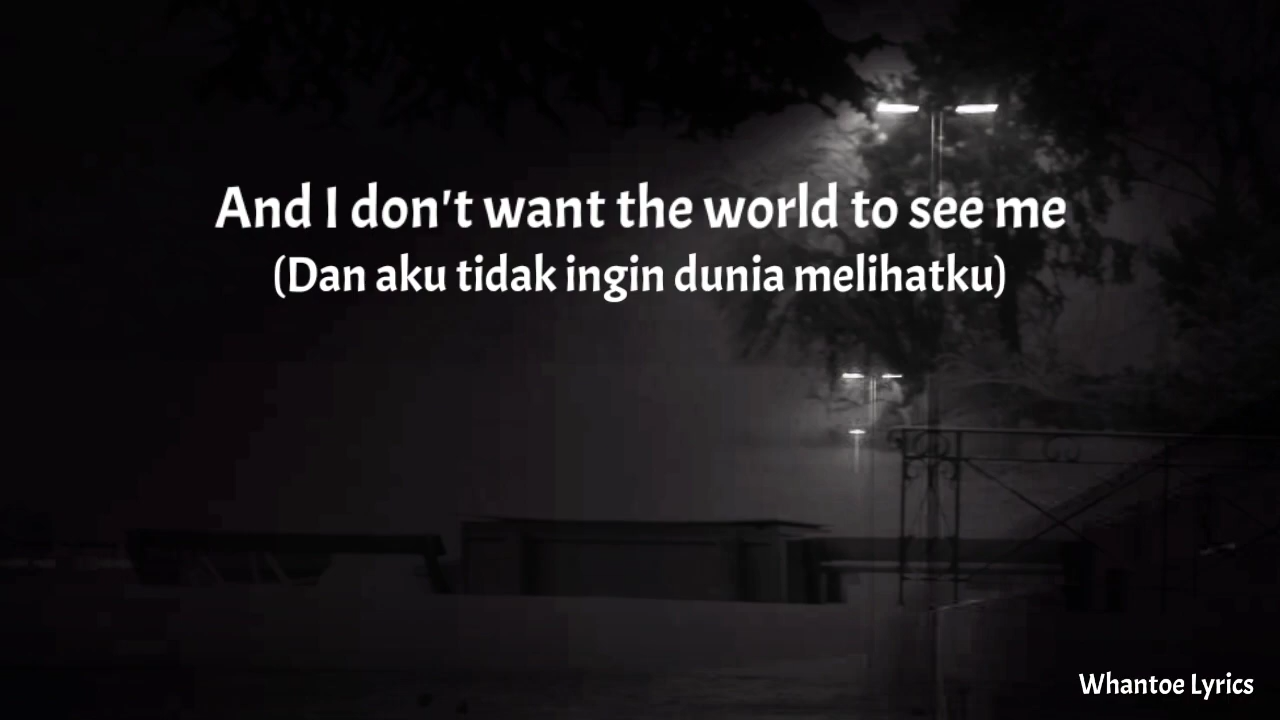 And I don't want the world to see me
(Dan aku tidak ingin dunia melihatku)
Whantoe Lyrics